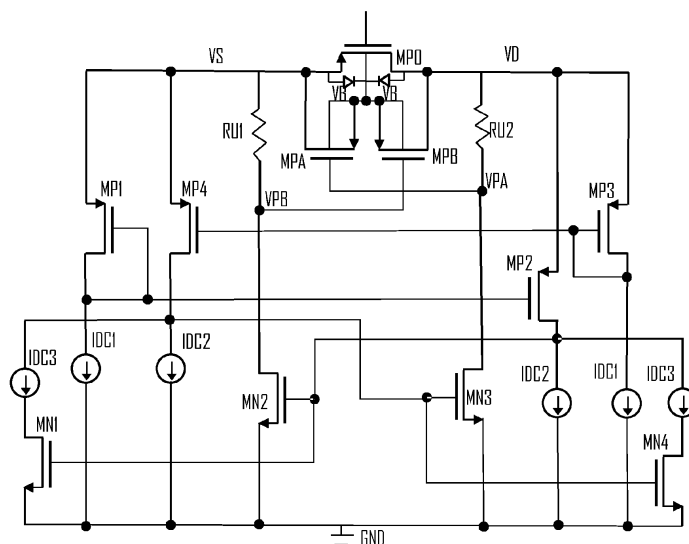 VS
MPO
VD
VB
VB
RU1
RU2
MPA
MPB
MP1
MP4
VPB
VPA
MP3
MP2
IDC3
IDC1
IDC2
IDC2
IDC1
IDC3
MN1
MN2
MN3
MN4
GND